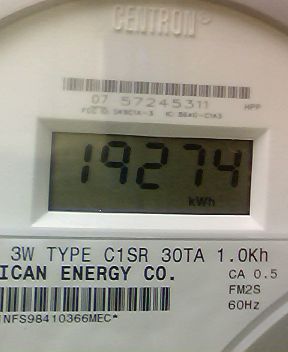 CENTRON
07 57245311
HPP
19274
kWh
3W TYPE C1SR 30TA 1.0Kh
ICAN ENERGY CO.
CA 0.5
FM2S
60Hz
NFS98410366MEC*